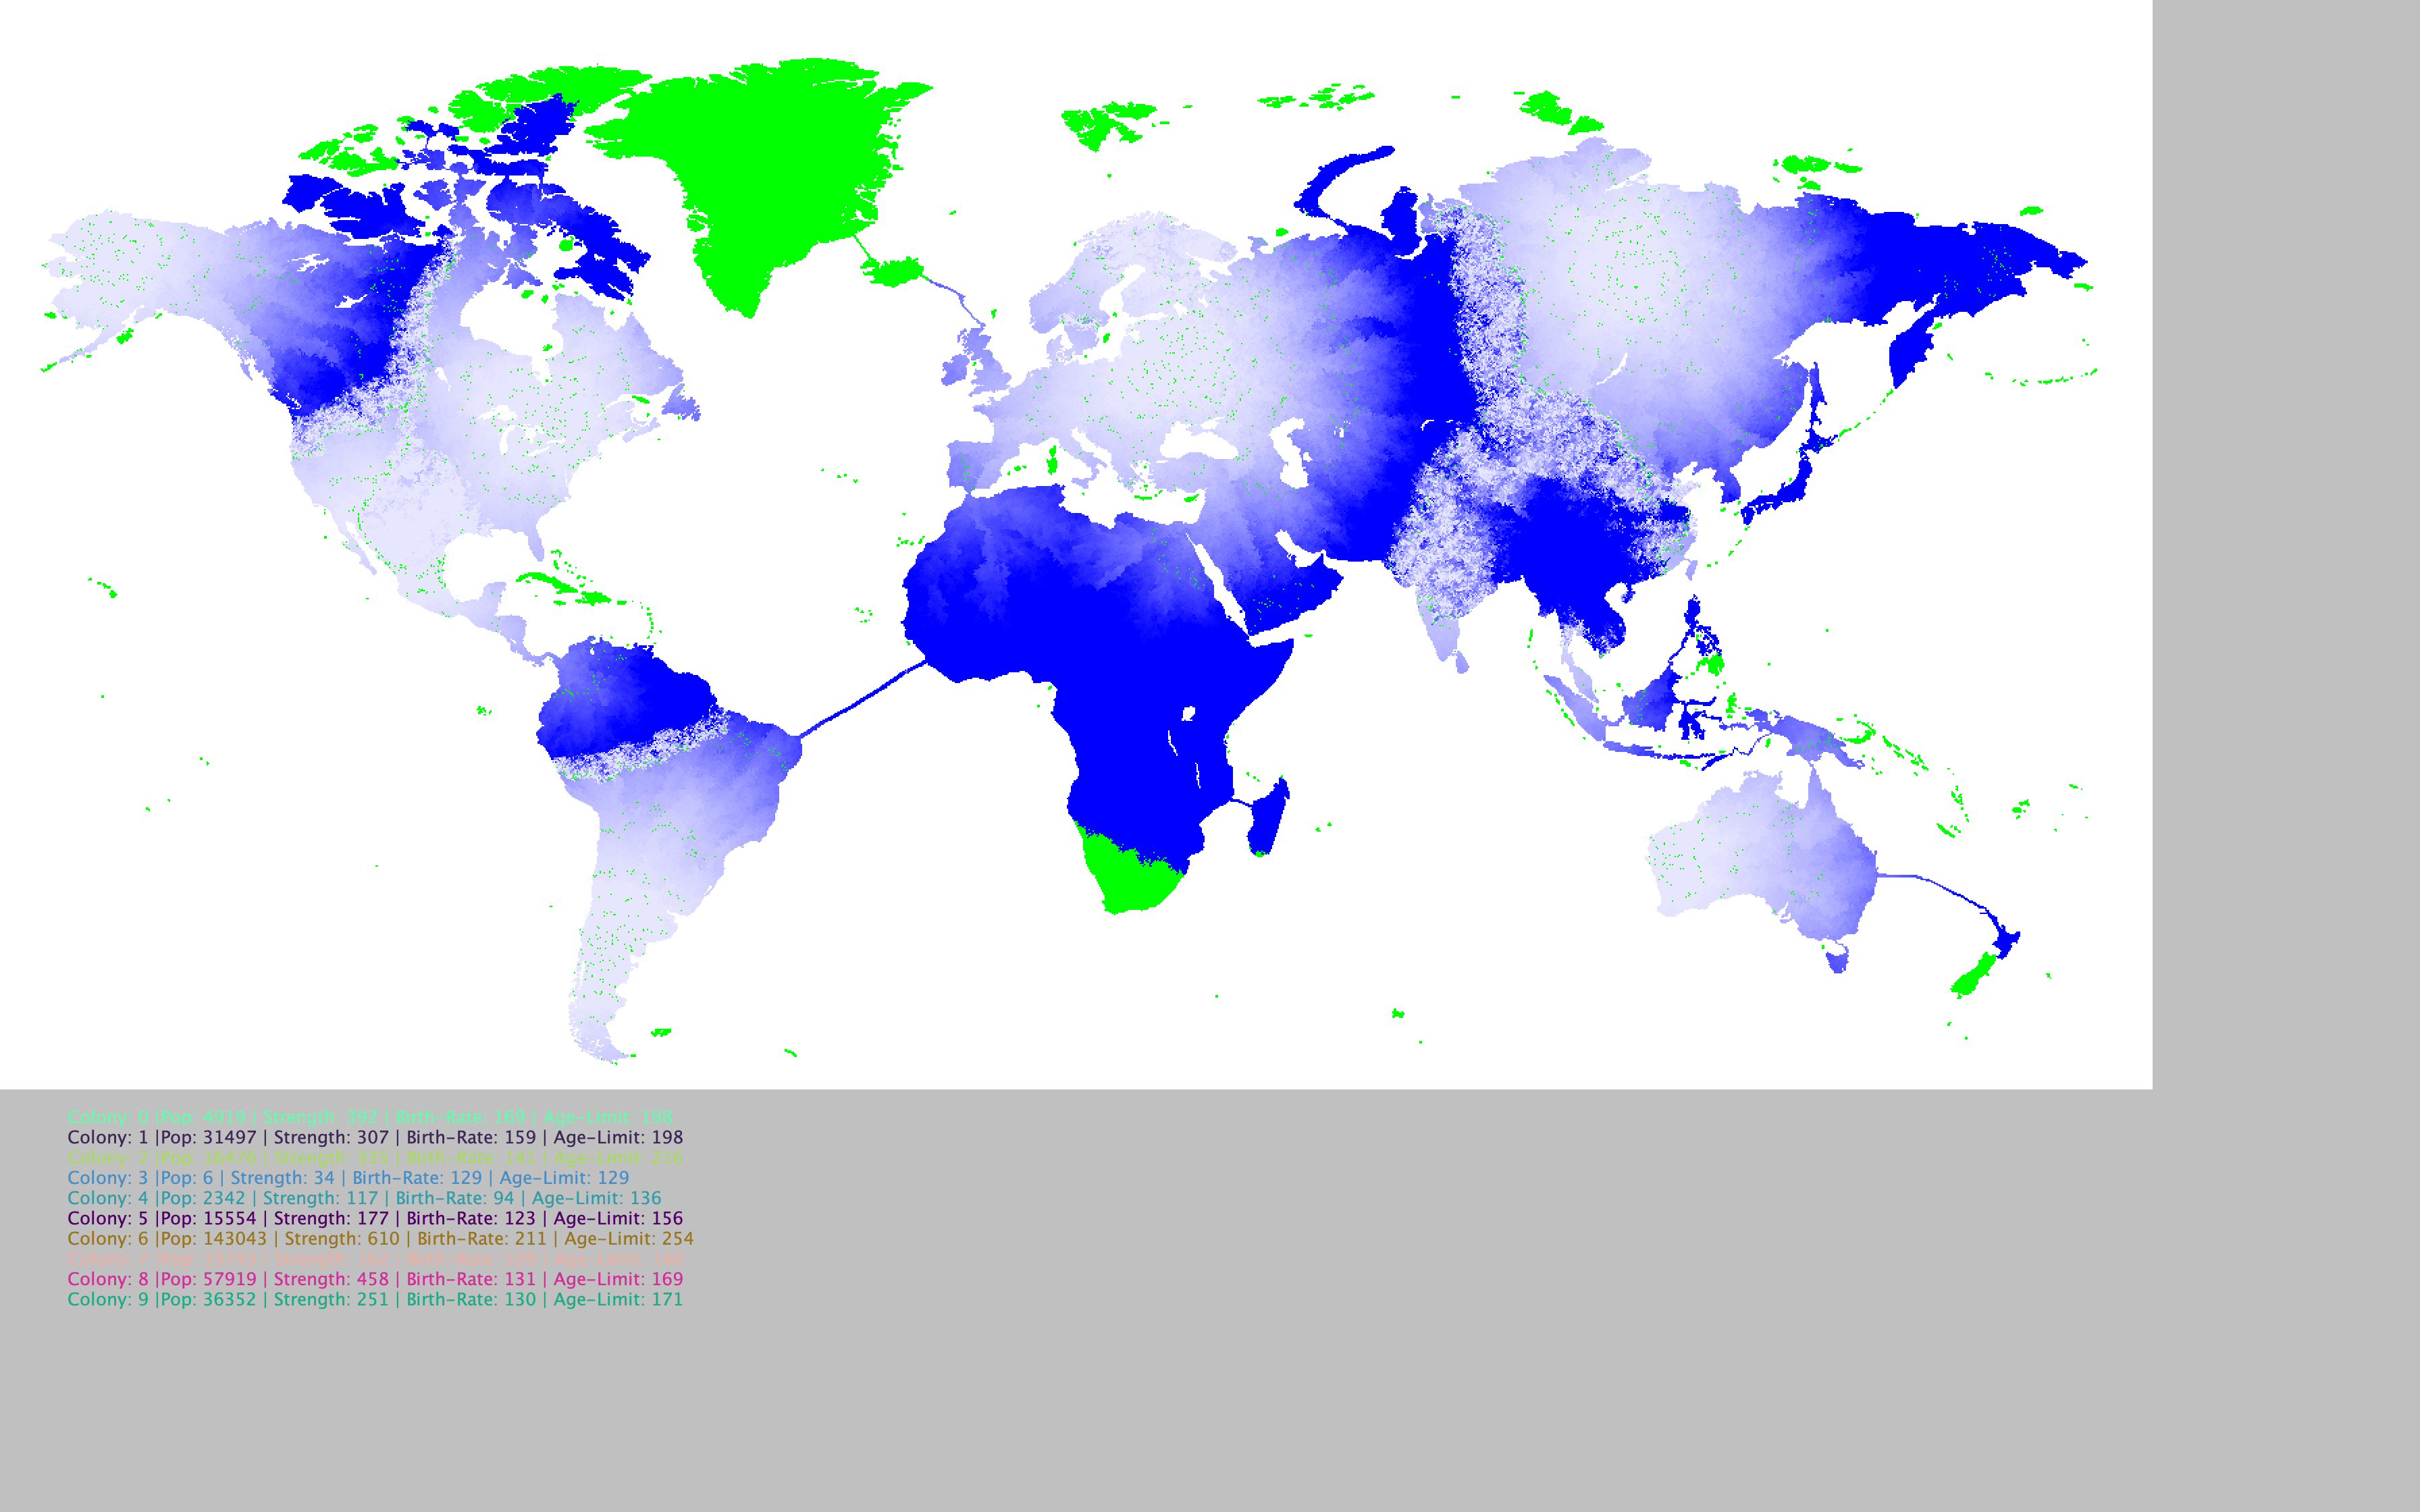 Colony: 0 |Pop: 4919 | Strength: 392 | Birth-Rate: 169 | Age-Limit: 198
Colony: 1 |Pop: 31497 | Strength: 307 | Birth-Rate: 159 | Age-Limit: 198
Colony: 2 |Pop: 16476 | Strength: 335 | Birth-Rate: 141 | Age-Limit: 216
Colony: 3 |Pop: 6 | Strength: 34 | Birth-Rate: 129 | Age-Limit: 129
Colony: 4 |Pop: 2342 | Strength: 117 | Birth-Rate: 94 | Age-Limit: 136
Colony: 5 |Pop: 15554 | Strength: 177 | Birth-Rate: 123 | Age-Limit: 156
Colony: 6 |Pop: 143043 | Strength: 610 | Birth-Rate: 211 | Age-Limit: 254
Colony: 7 |Pop: | Strength: | Birth-Rate: | Age-Limit:
Colony: 8 |Pop: 57919 | Strength: 458 | Birth-Rate: 131 | Age-Limit: 169
Colony: 9 |Pop: 36352 | Strength: 251 | Birth-Rate: 130 | Age-Limit: 171